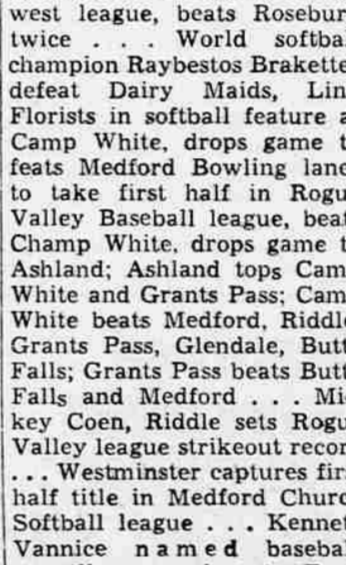 west league, beats Rosebur
twice . . . World softbal
champion Raybestos Brakette
defeat Dairy Maids, Lin
Florists in softball feature a
Camp White, drops game t
feats Medford Bowling lane
to take first half in Rogu
Valley Baseball league, beat
Champ White, drops game t
Ashland; Ashland tops Cam
White and Grants Pass; Cam
White beats Medford, Riddle
Grants Pass, Glendale, Butt
Falls; Grants Pass beats Butt
Falls and Medford . . . Mi
key Coen, Riddle sets Rogu
Valley league strikeout recor
. . . Westminster captures fir
half title in Medford Churc
Softball league . . . Kennet
Vannice named basebal